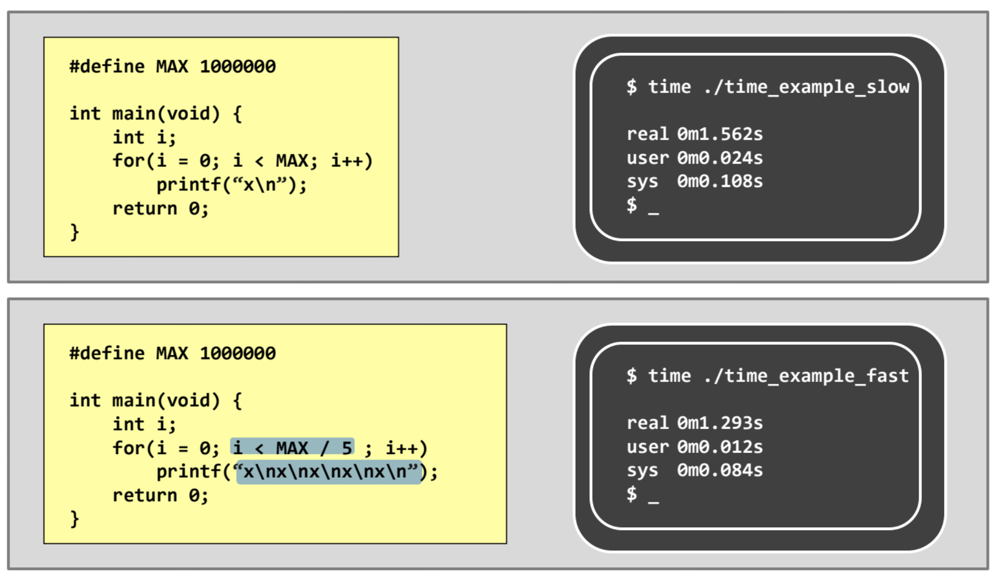 #define MAX 1000000
int main(void) {
int i;
for(i = 0; i < MAX; i++)
printf(“x\n”);
return 0;
}
$ time ./time_example_slow
real 0m1.562s
user 0m0.024s
sys 0m0.108s
$ _
#define MAX 1000000
int main(void) {
int i;
for(i = 0; i < MAX / 5 ; i++)
printf(“x\nx\nx\nx\nx\n”);
return 0;
}
$ time ./time_example_fast
real 0m1.293s
user 0m0.012s
sys 0m0.084s
$ _